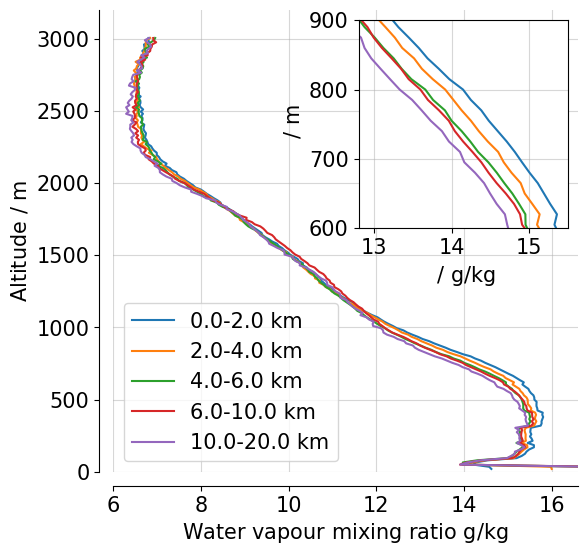 3000
2500
2000
1500
1000
500
0
Altitude / m
6
8
10
12
14
16
Water vapour mixing ratio g/kg
0.0-2.0 km
2.0-4.0 km
4.0-6.0 km
6.0-10.0 km
10.0-20.0 km
900
800
700
600
/ m
13
14
15
/ g/kg